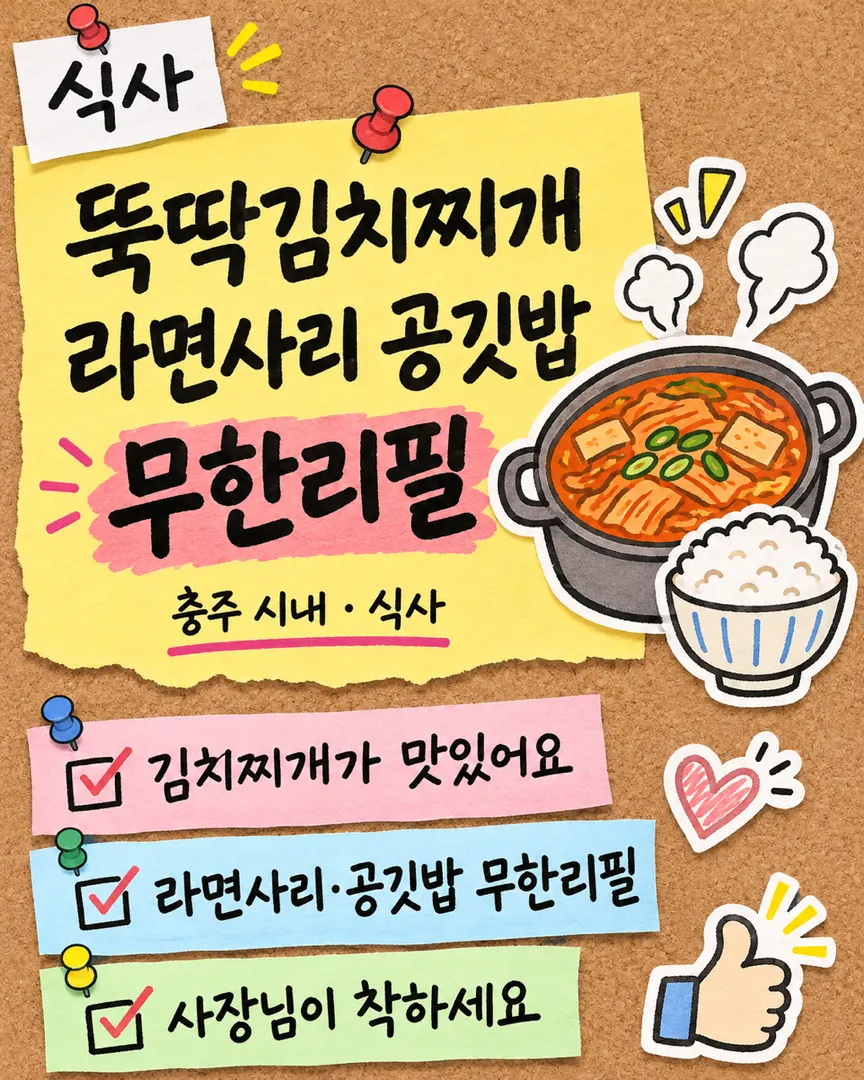 식사
뚝딱김치찌개
라면사리 공깃밥
무한리필
충주 시내 · 식사
김치찌개가 맛있어요
라면사리·공깃밥 무한리필
사장님이 착하세요